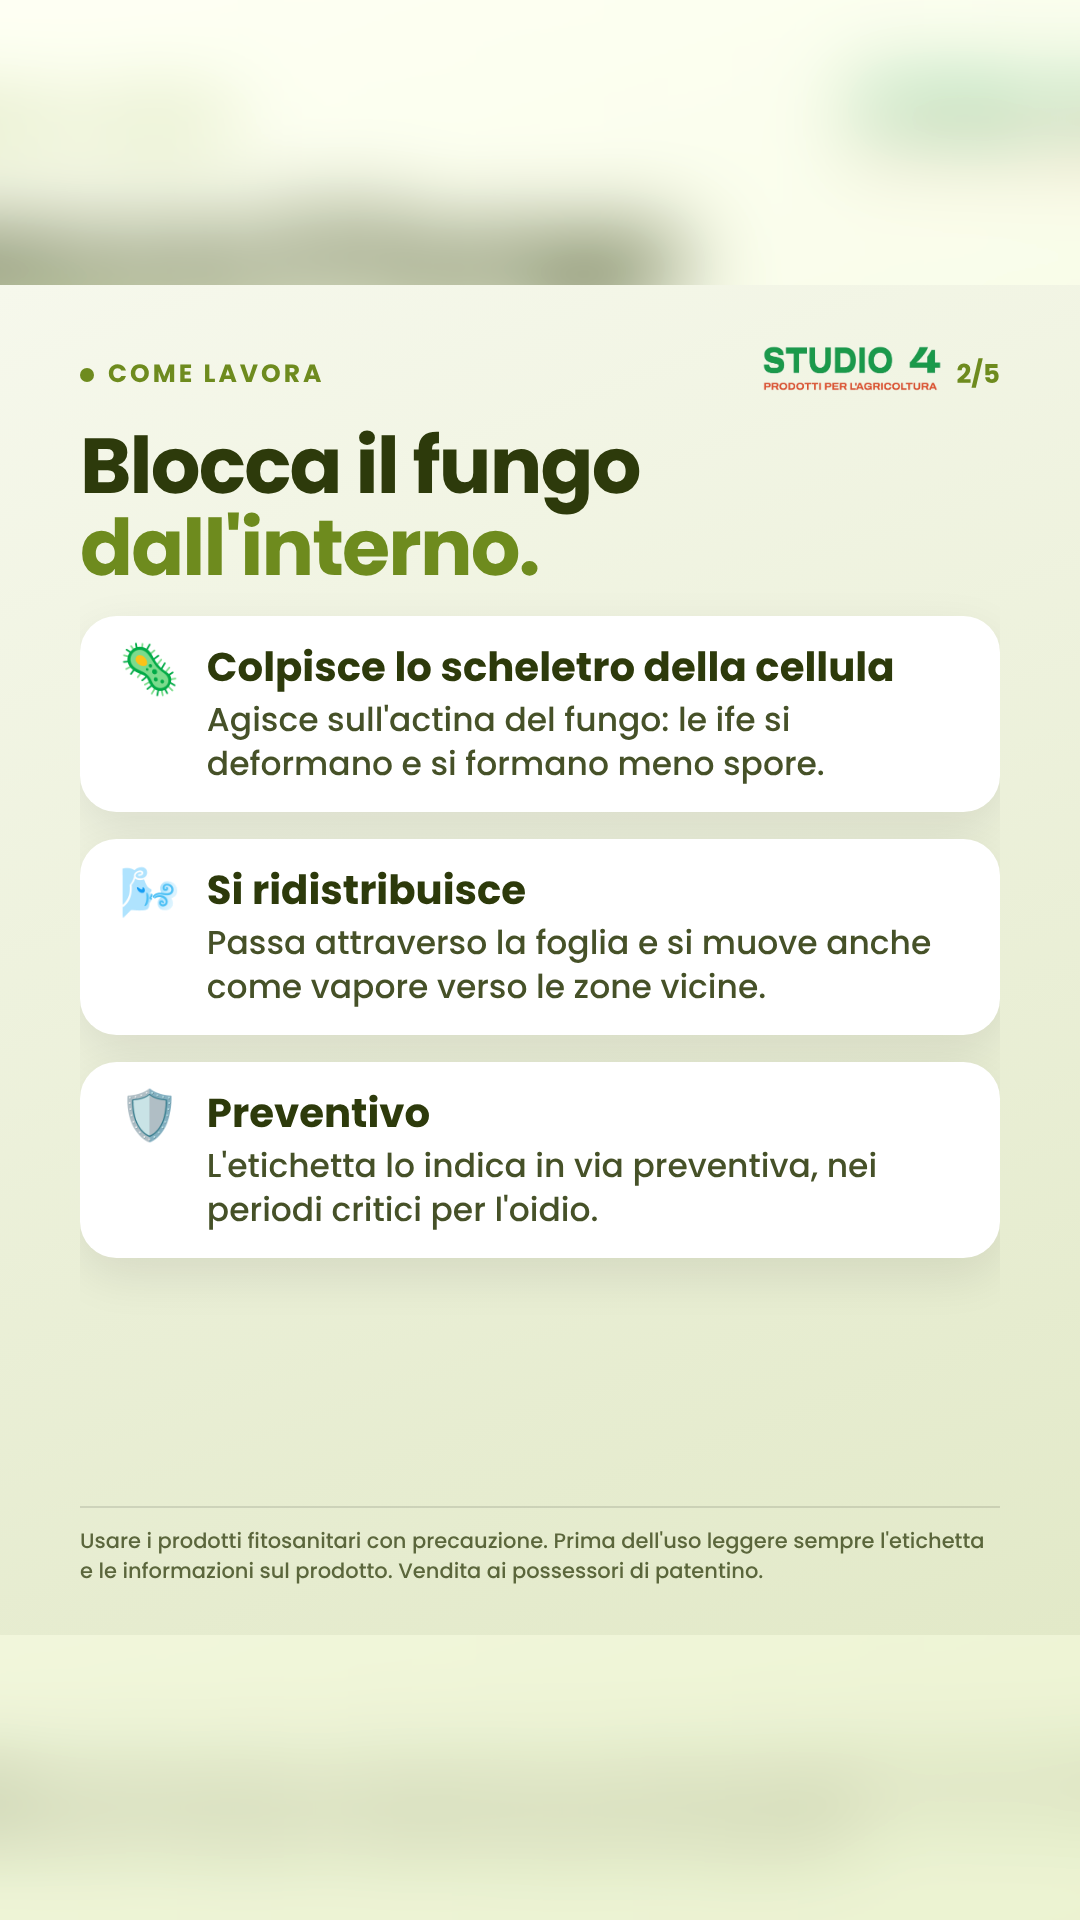 COME LAVORA
STUDIO 4
PRODOTTI PER L'AGRICOLTURA
2/5
Blocca il fungo
dall'interno.
Colpisce lo scheletro della cellula
Agisce sull'actina del fungo: le ife si
deformano e si formano meno spore.
Si ridistribuisce
Passa attraverso la foglia e si muove anche
come vapore verso le zone vicine.
Preventivo
L'etichetta lo indica in via preventiva, nei
periodi critici per l'oidio.
Usare i prodotti fitosanitari con precauzione. Prima dell'uso leggere sempre l'etichetta
e le informazioni sul prodotto. Vendita ai possessori di patentino.